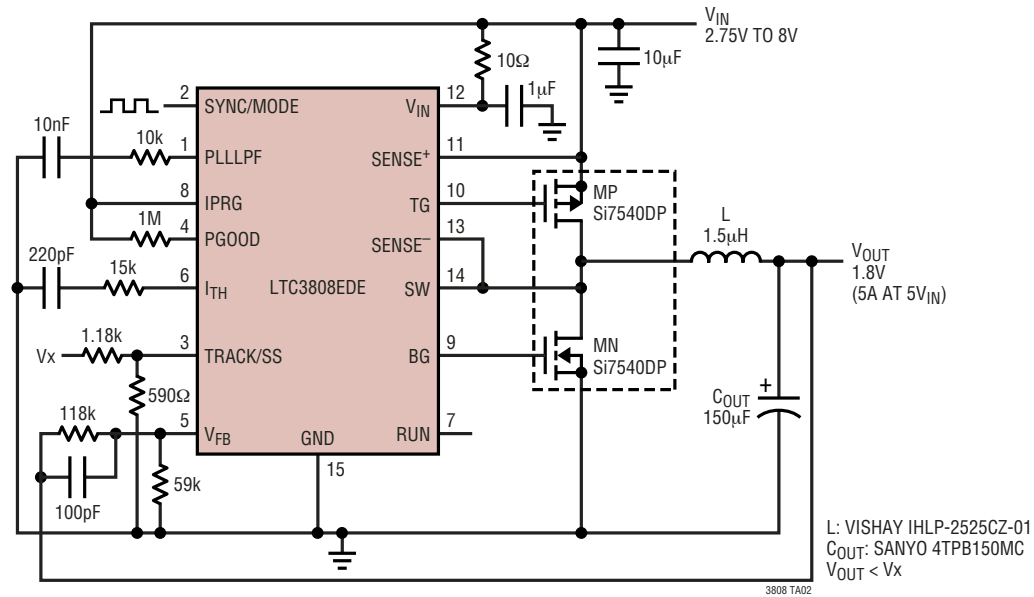 VIN
2.75V TO 8V
10Ω
10µF
1µF
2
SYNC/MODE
VIN
12
10nF
10k
1
PLLLPF
SENSE+
11
8
IPRG
TG
10
MP
Si7540DP
1M
4
PGOOD
SENSE–
13
L
1.5µH
220pF
15k
6
ITH
LTC3808EDE
SW
14
VOUT
1.8V
(5A AT 5VIN)
Vx
1.18k
3
TRACK/SS
BG
9
MN
Si7540DP
590Ω
118k
5
VFB
GND
RUN
7
COUT
150µF
+
15
59k
100pF
L: VISHAY IHLP-2525CZ-01
COUT: SANYO 4TPB150MC
VOUT < Vx
3808 TA02